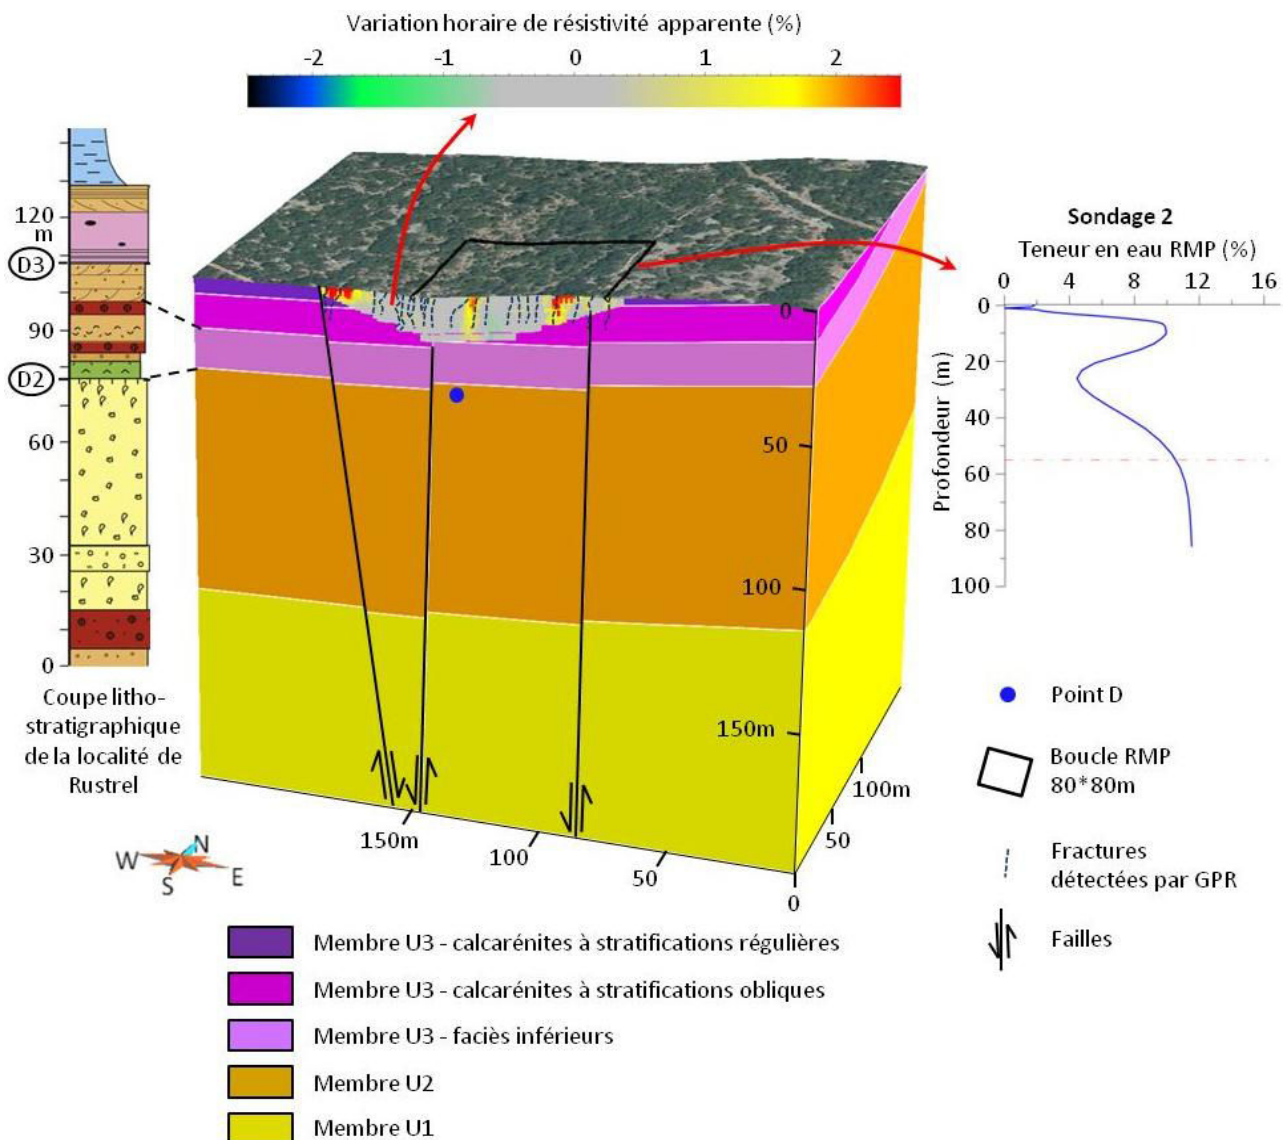 Variation horaire de résistivité apparente (%)
-2 -1 0 1 2
120
m
D3
90
D2
60
30
0
Coupe litho-
stratigraphique
de la localité de
Rustrel
0
50
100
150m
150m
100
50
0
50
100m
W N S E
Sondage 2
Teneur en eau RMP (%)
0 4 8 12 16
Profondeur (m)
0
20
40
60
80
100
Point D
Boucle RMP
80*80m
Fractures
détectées par GPR
Failles
Membre U3 - calcarénites à stratifications régulières
Membre U3 - calcarénites à stratifications obliques
Membre U3 - faciès inférieurs
Membre U2
Membre U1